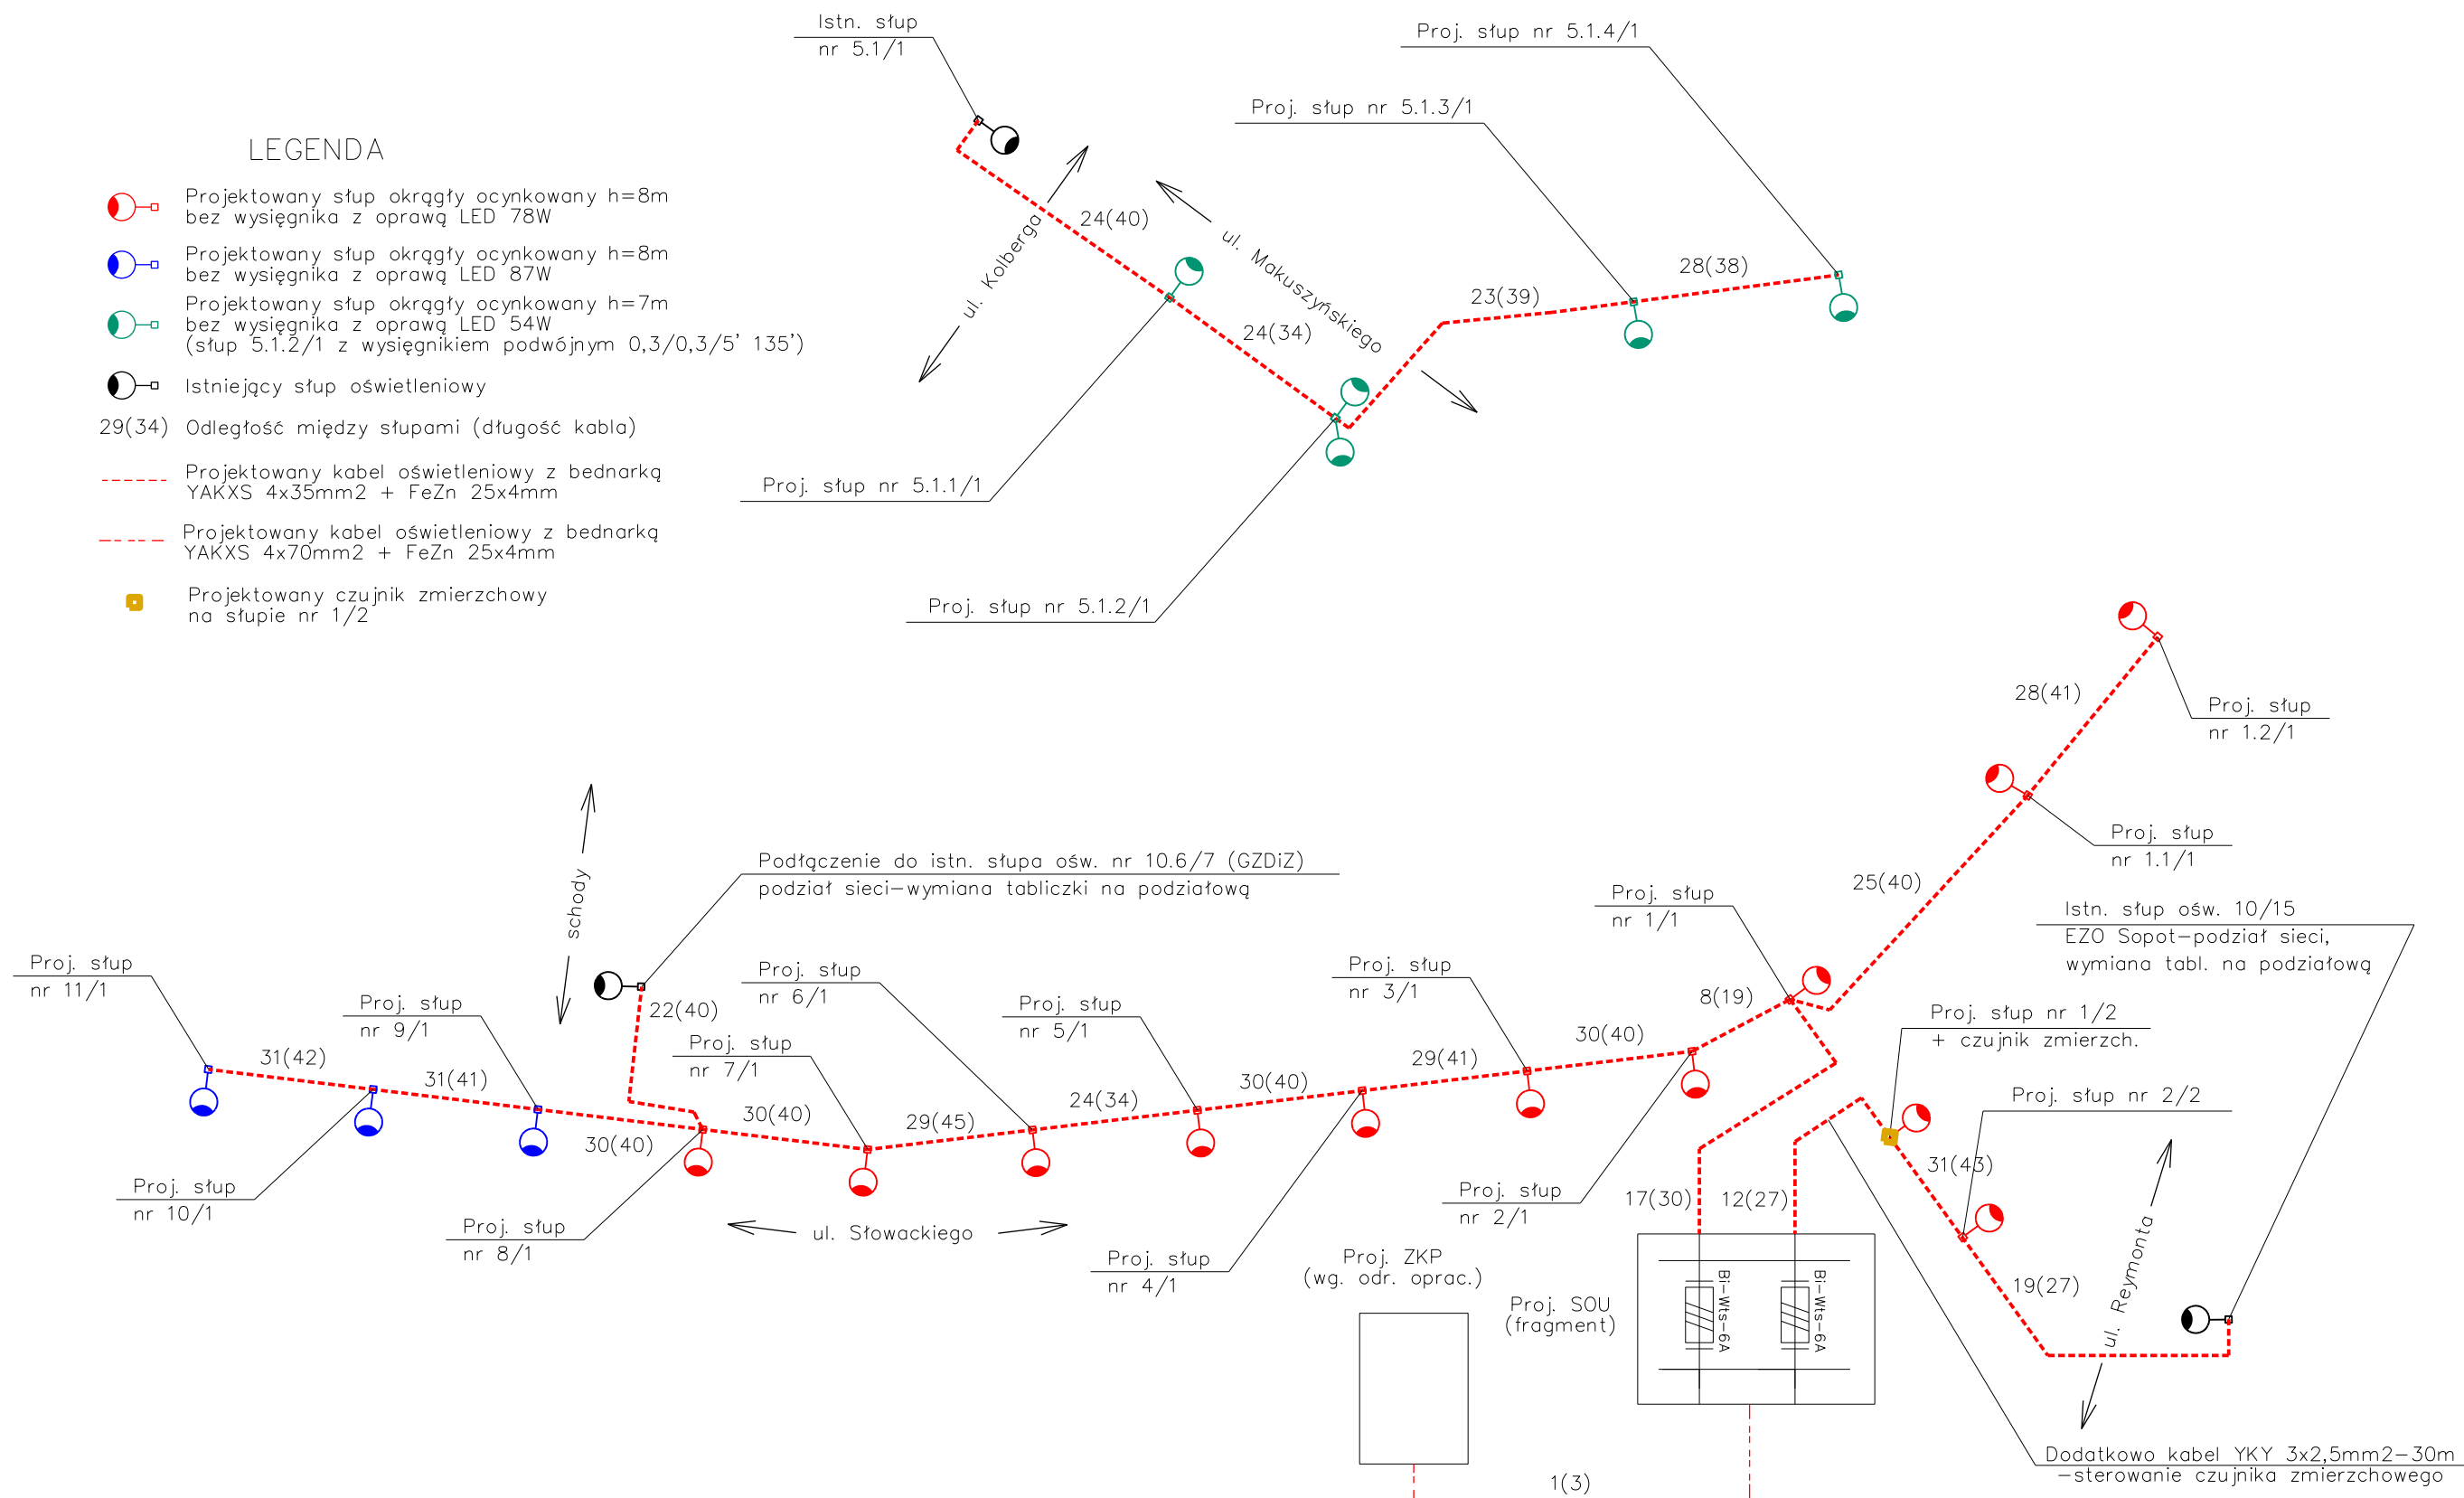 Istn. słup
nr 5.1/1
Proj. słup nr 5.1.4/1
Proj. słup nr 5.1.3/1
LEGENDA
Projektowany słup okrągły ocynkowany h=8m
bez wysięgnika z oprawą LED 78W
Projektowany słup okrągły ocynkowany h=8m
bez wysięgnika z oprawą LED 87W
Projektowany słup okrągły ocynkowany h=7m
bez wysięgnika z oprawą LED 54W
(słup 5.1.2/1 z wysięgnikiem podwójnym 0,3/0,3/5' 135')
Istniejący słup oświetleniowy
29(34) Odległość między słupami (długość kabla)
Projektowany kabel oświetleniowy z bednarką
YAKXS 4x35mm2 + FeZn 25x4mm
Projektowany kabel oświetleniowy z bednarką
YAKXS 4x70mm2 + FeZn 25x4mm
Projektowany czujnik zmierzchowy
na słupie nr 1/2
24(40)
ul. Kolberga
ul. Makuszyńskiego
24(34)
23(39)
28(38)
Proj. słup nr 5.1.1/1
Proj. słup nr 5.1.2/1
28(41)
Proj. słup
nr 1.2/1
Proj. słup
nr 1.1/1
25(40)
schody
Podłączenie do istn. słupa ośw. nr 10.6/7 (GZDiZ)
podział sieci-wymiana tabliczki na podziałową
Proj. słup
nr 1/1
Istn. słup ośw. 10/15
EZO Sopot-podział sieci,
wymiana tabl. na podziałową
Proj. słup
nr 11/1
Proj. słup
nr 9/1
22(40)
Proj. słup
nr 6/1
Proj. słup
nr 7/1
Proj. słup
nr 5/1
Proj. słup
nr 3/1
8(19)
Proj. słup nr 1/2
+ czujnik zmierzch.
31(42)
31(41)
30(40)
30(40)
29(45)
24(34)
30(40)
29(41)
30(40)
Proj. słup nr 2/2
31(43)
Proj. słup
nr 10/1
Proj. słup
nr 8/1
ul. Słowackiego
Proj. słup
nr 4/1
Proj. słup
nr 2/1
17(30)
12(27)
19(27)
ul. Reymonta
Proj. ZKP
(wg. odr. oprac.)
Proj. SOU
(fragment)
Bi-Wts-6A
Bi-Wts-6A
1(3)
Dodatkowo kabel YKY 3x2,5mm2-30m
-sterowanie czujnika zmierzchowego